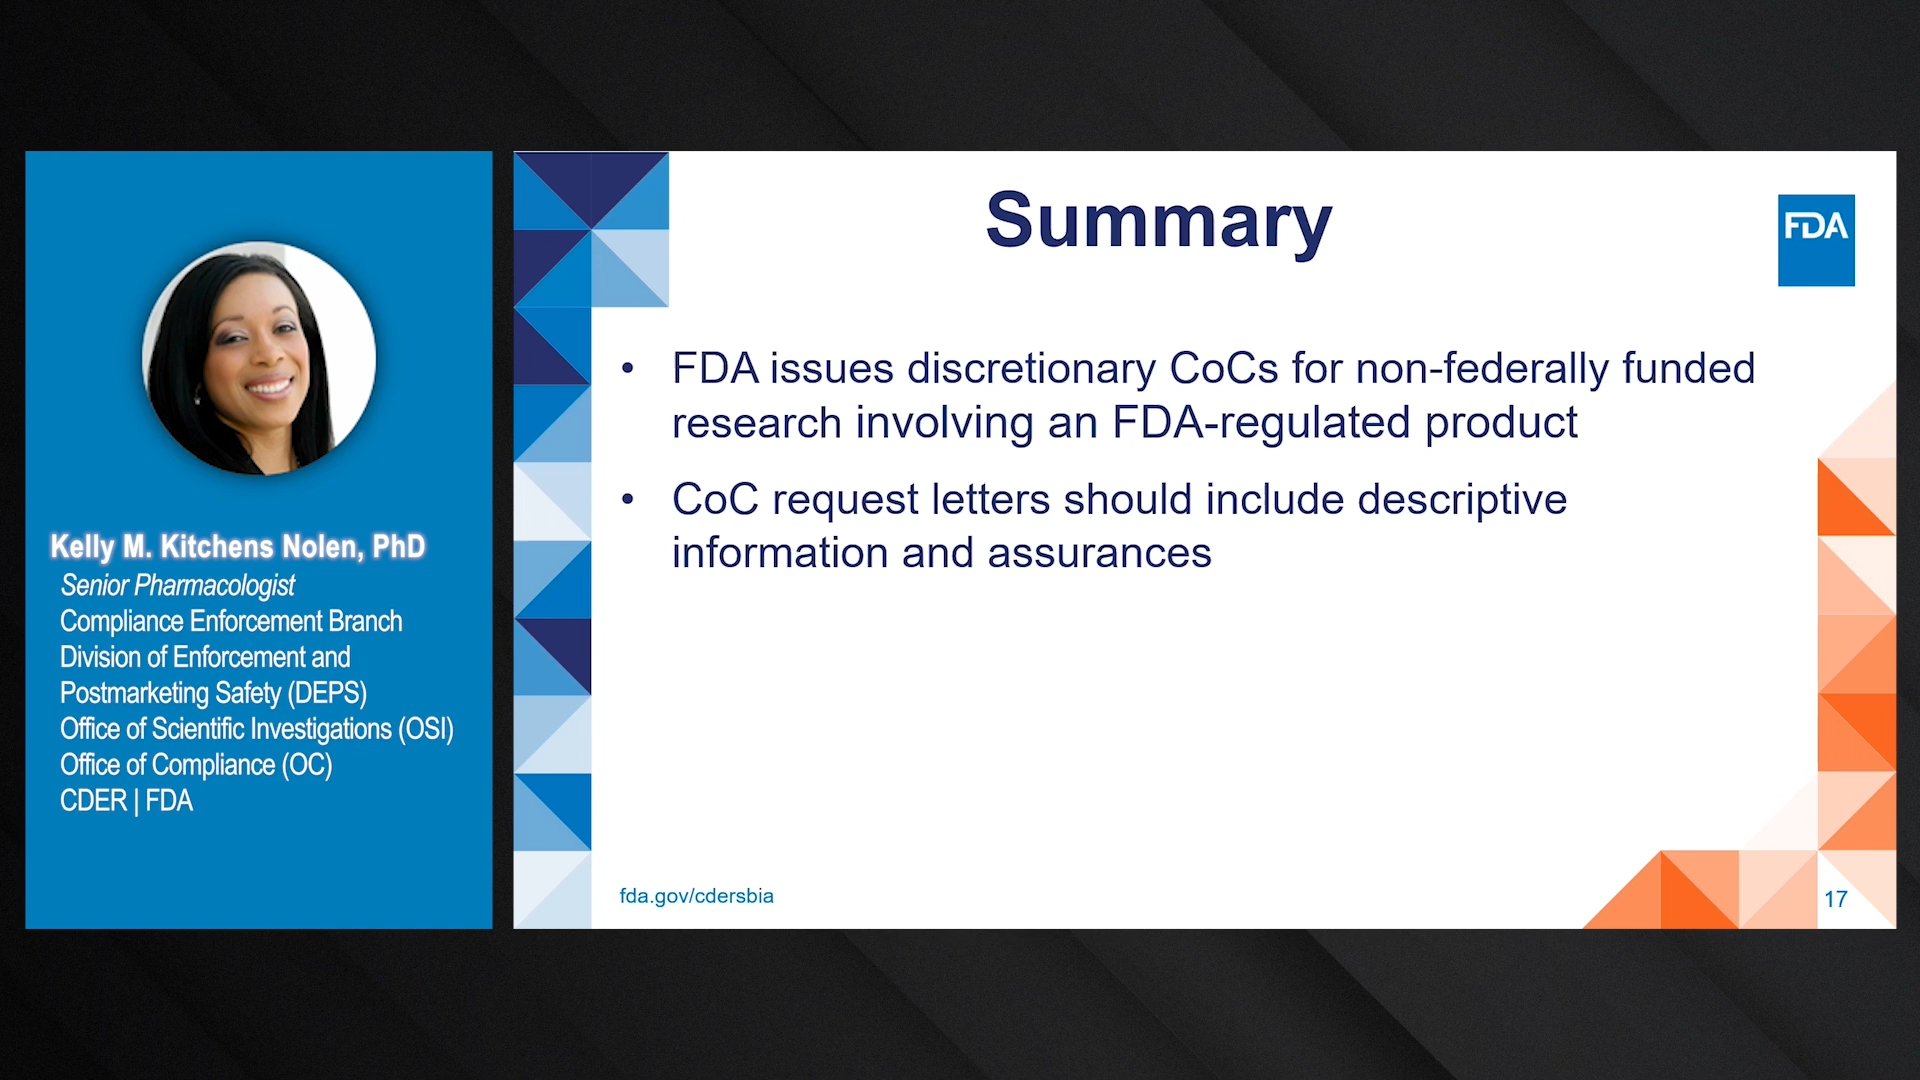 Kelly M. Kitchens Nolen, PhD
Senior Pharmacologist
Compliance Enforcement Branch
Division of Enforcement and
Postmarketing Safety (DEPS)
Office of Scientific Investigations (OSI)
Office of Compliance (OC)
CDER | FDA
Summary
FDA
• FDA issues discretionary CoCs for non-federally funded
research involving an FDA-regulated product
• CoC request letters should include descriptive
information and assurances
fda.gov/cdersbia
17